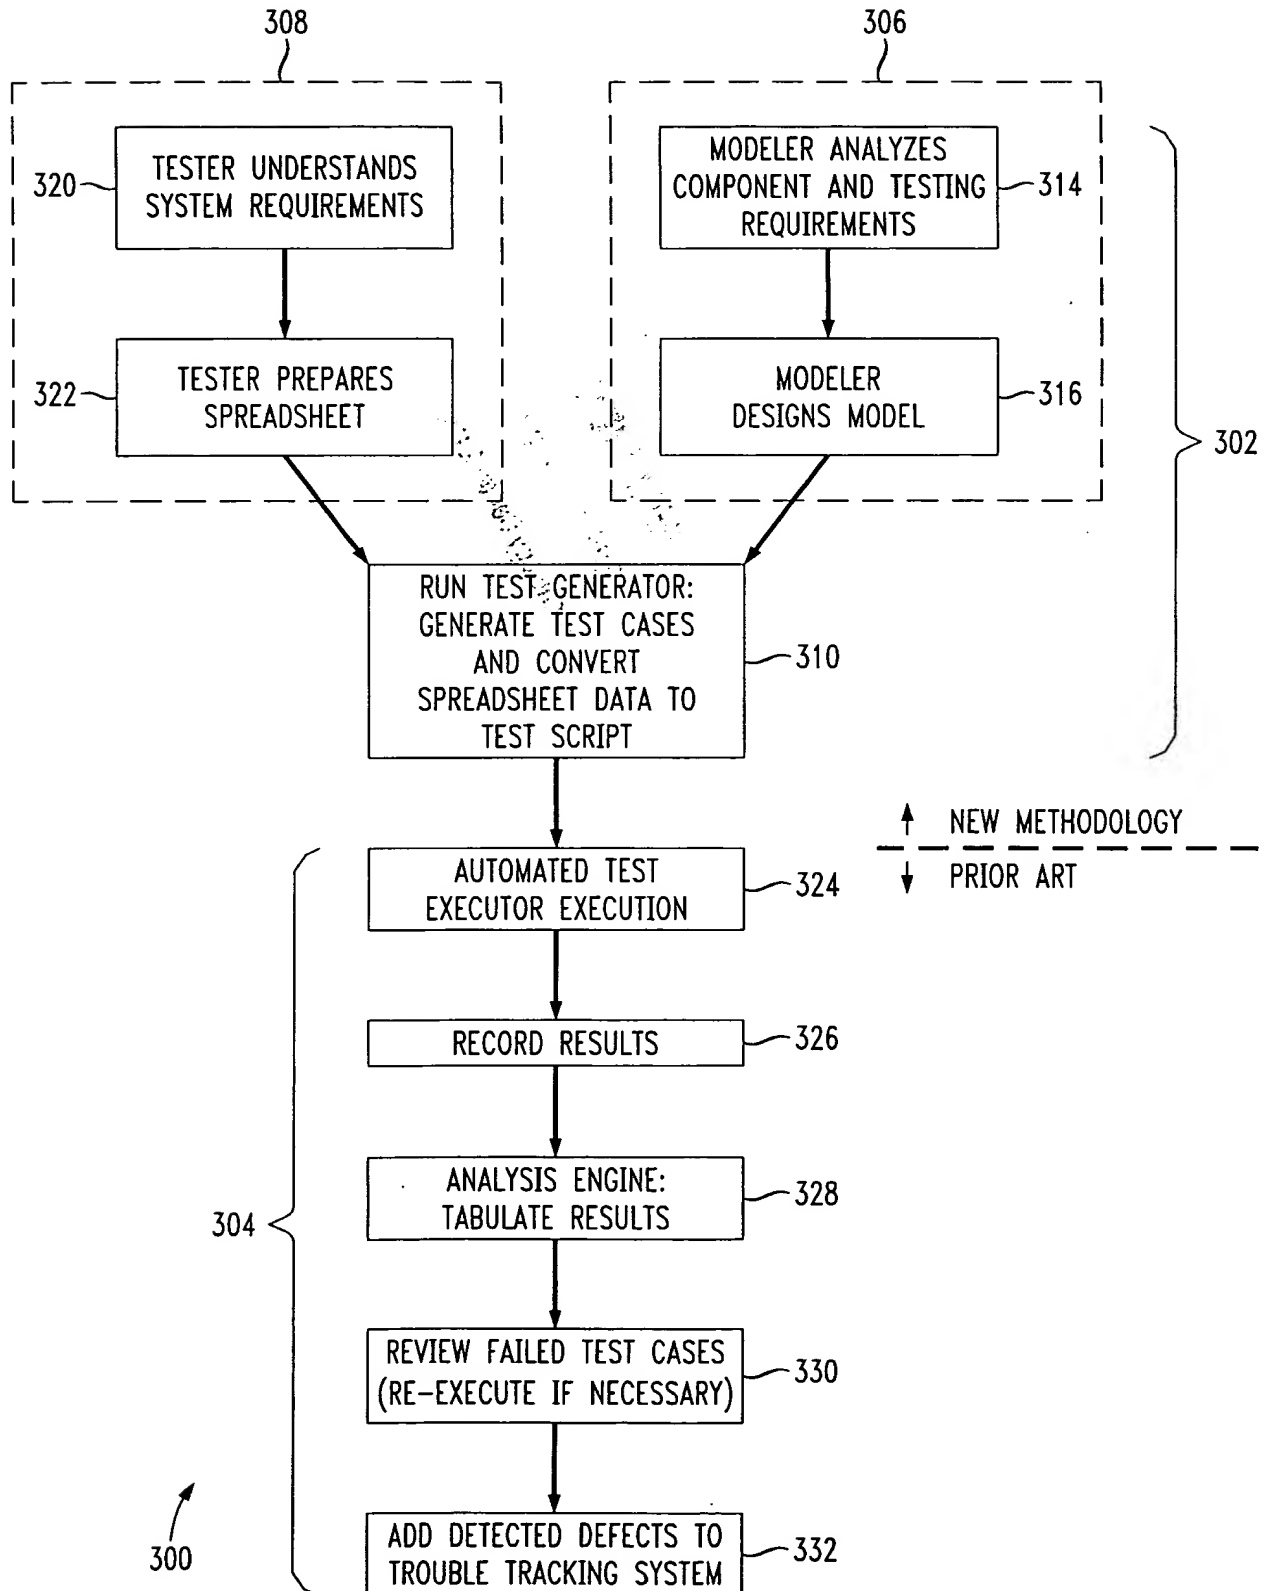 308
306
TESTER UNDERSTANDS
SYSTEM REQUIREMENTS
320
MODELER ANALYZES
COMPONENT AND TESTING
REQUIREMENTS
314
302
TESTER PREPARES
SPREADSHEET
322
MODELER
DESIGNS MODEL
316
RUN TEST GENERATOR:
GENERATE TEST CASES
AND CONVERT
SPREADSHEET DATA TO
TEST SCRIPT
310
NEW METHODOLOGY
PRIOR ART
AUTOMATED TEST
EXECUTOR EXECUTION
324
RECORD RESULTS
326
ANALYSIS ENGINE:
TABULATE RESULTS
328
304
REVIEW FAILED TEST CASES
(RE-EXECUTE IF NECESSARY)
330
ADD DETECTED DEFECTS TO
TROUBLE TRACKING SYSTEM
332
300